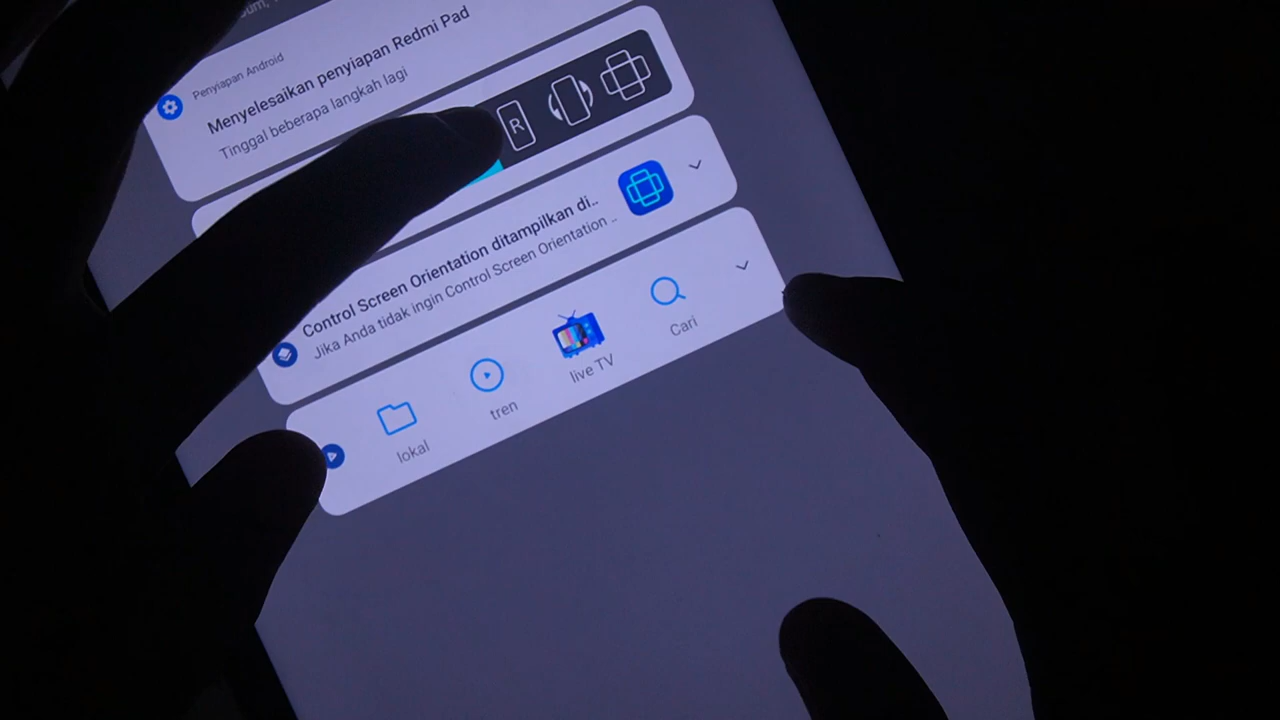 Penyiapan Android
Menyelesaikan penyiapan Redmi Pad
Tinggal beberapa langkah lagi
R
Control Screen Orientation ditampilkan di..
Jika Anda tidak ingin Control Screen Orientation ..
lokal
tren
live TV
Cari